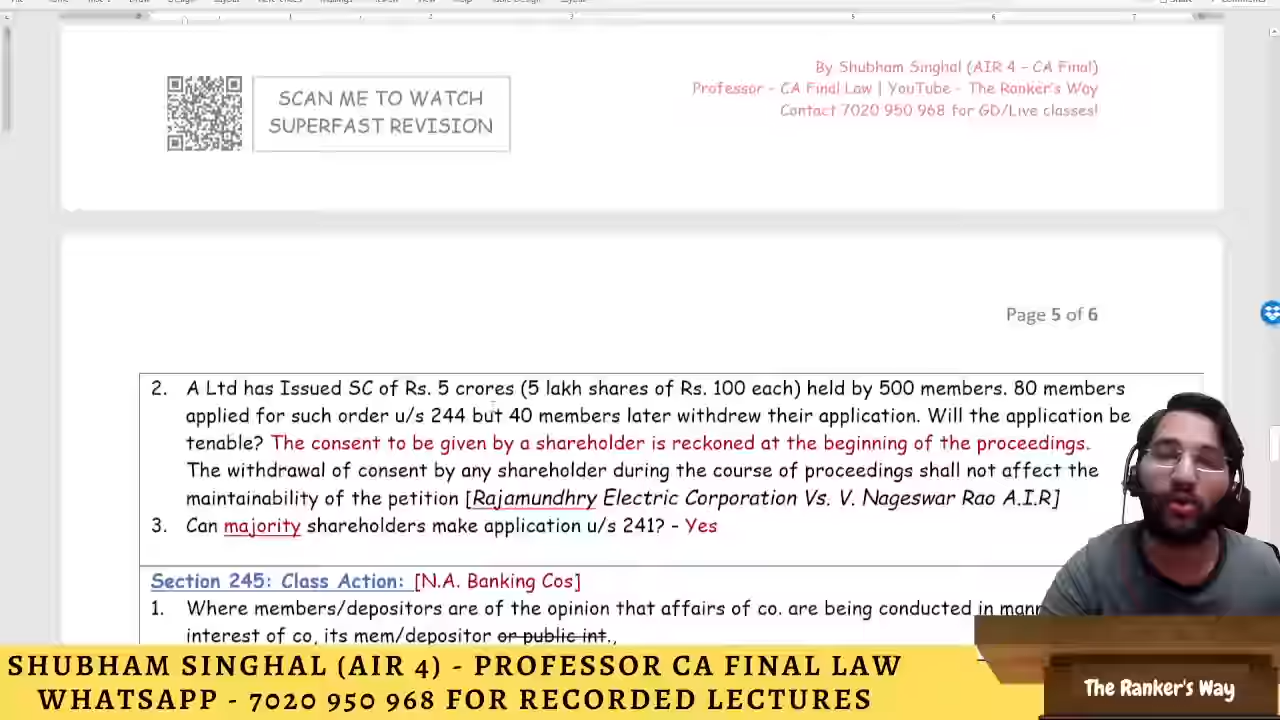 SCAN ME TO WATCH
SUPERFAST REVISION
By Shubham Singhal (AIR 4 – CA Final)
Professor – CA Final Law | YouTube – The Ranker's Way
Contact 7020 950 968 for GD/Live classes!
Page 5 of 6
2. A Ltd has Issued SC of Rs. 5 crores (5 lakh shares of Rs. 100 each) held by 500 members. 80 members
applied for such order u/s 244 but 40 members later withdrew their application. Will the application be
tenable? The consent to be given by a shareholder is reckoned at the beginning of the proceedings.
The withdrawal of consent by any shareholder during the course of proceedings shall not affect the
maintainability of the petition [Rajamundhry Electric Corporation Vs. V. Nageswar Rao A.I.R]
3. Can majority shareholders make application u/s 241? - Yes
Section 245: Class Action: [N.A. Banking Cos]
1. Where members/depositors are of the opinion that affairs of co. are being conducted in
interest of co, its mem/depositor or public int.,
SHUBHAM SINGHAL (AIR 4) - PROFESSOR CA FINAL LAW
WHATSAPP - 7020 950 968 FOR RECORDED LECTURES
The Ranker's Way